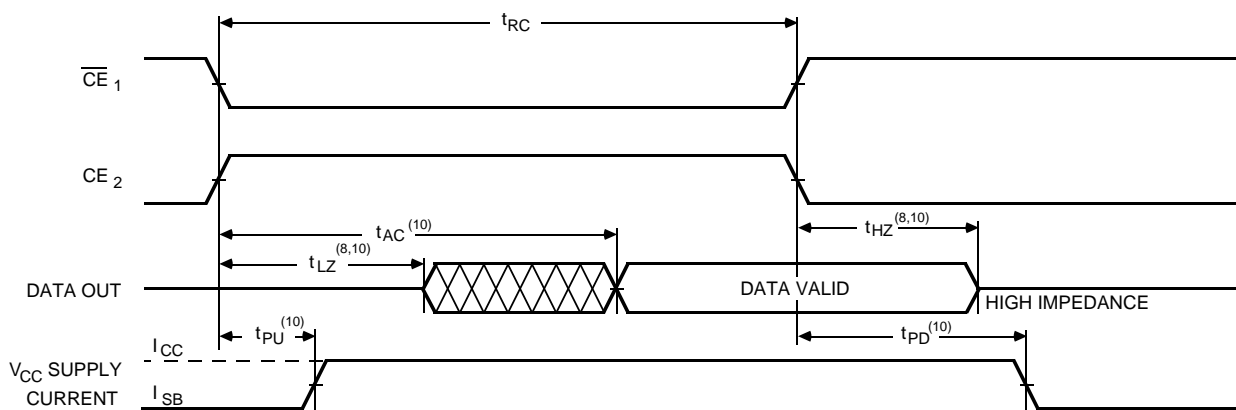 tRC
CE 1
CE 2
tAC(10)
tHZ(8,10)
tLZ(8,10)
DATA OUT
DATA VALID
HIGH IMPEDANCE
tPU(10)
tPD(10)
ICC
VCC SUPPLY
CURRENT
ISB